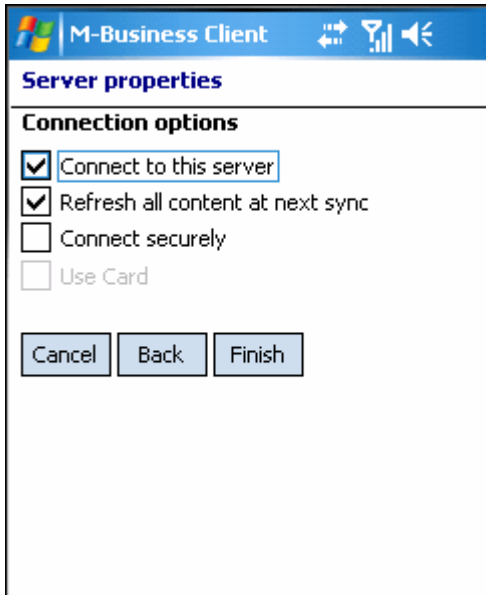 M-Business Client
Server properties
Connection options
Connect to this server
Refresh all content at next sync
Connect securely
Use Card
Cancel Back Finish